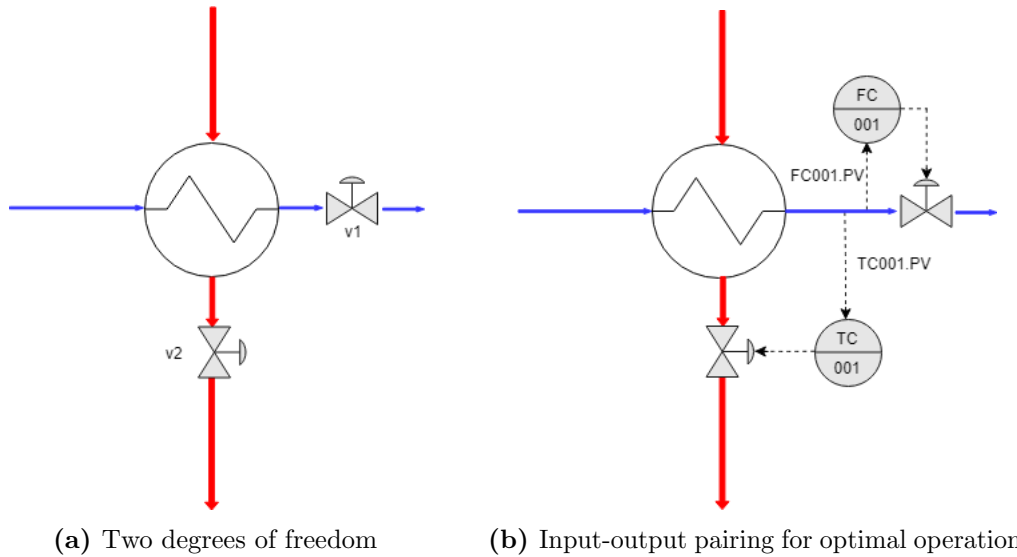 v1
v2
FC
001
FC001.PV
TC001.PV
TC
001
(a) Two degrees of freedom
(b) Input-output pairing for optimal operation